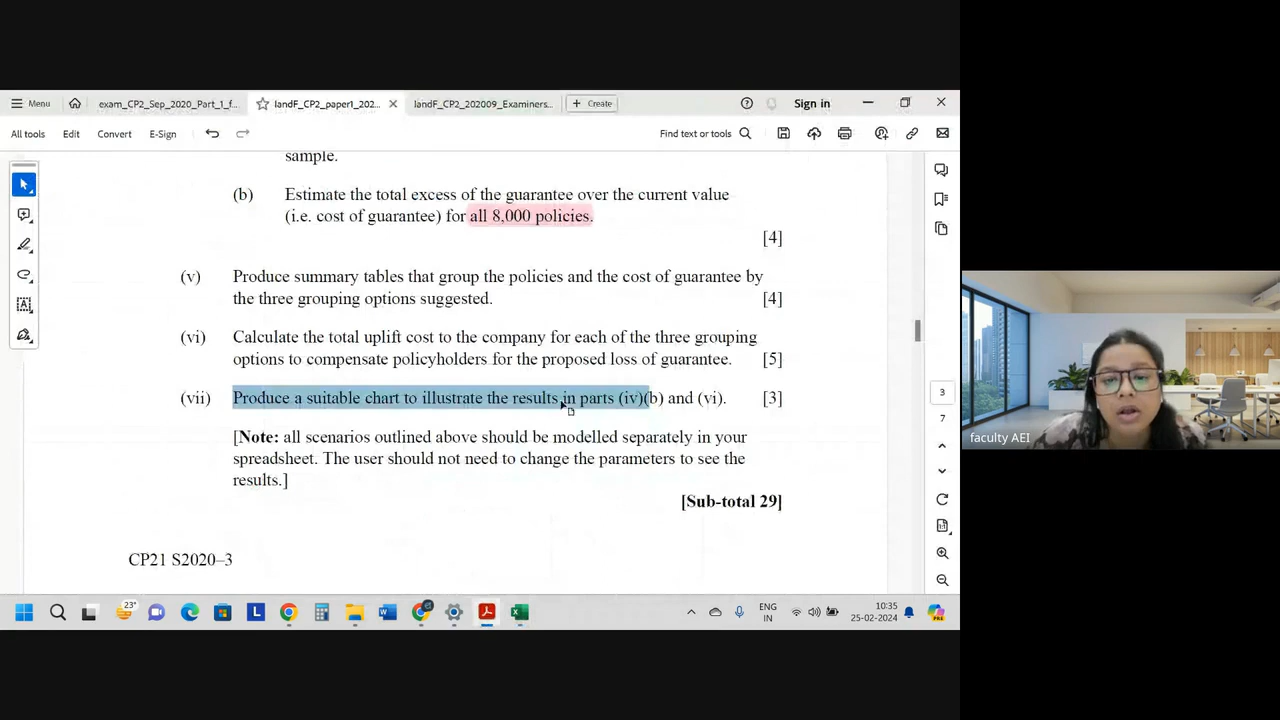 Menu
exam_CP2_Sep_2020_Part_1_f...
landF_CP2_paper1_202...
landF_CP2_202009_Examiners...
Create
Sign in
All tools
Edit
Convert
E-Sign
Find text or tools
sample.
(b) Estimate the total excess of the guarantee over the current value
(i.e. cost of guarantee) for all 8,000 policies.
[4]
(v) Produce summary tables that group the policies and the cost of guarantee by
the three grouping options suggested. [4]
(vi) Calculate the total uplift cost to the company for each of the three grouping
options to compensate policyholders for the proposed loss of guarantee. [5]
(vii) Produce a suitable chart to illustrate the results in parts (iv)(b) and (vi). [3]
[Note: all scenarios outlined above should be modelled separately in your
spreadsheet. The user should not need to change the parameters to see the
results.]
[Sub-total 29]
CP21 S2020–3
3
7
faculty AEI
23°
ENG
IN
10:35
25-02-2024